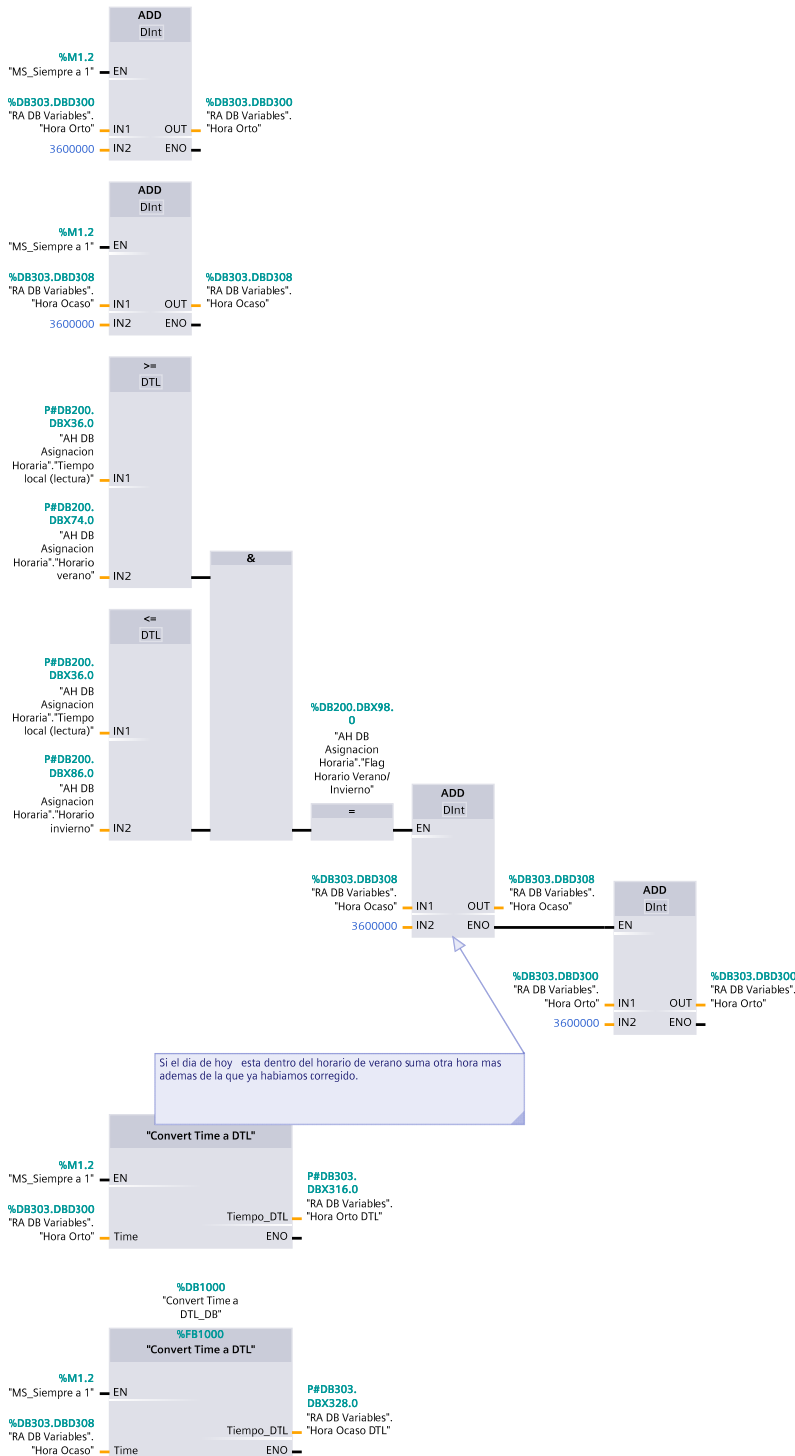 ADD
DInt
%M1.2
"MS_Siempre a 1"
EN
%DB303.DBD300
"RA DB Variables".
"Hora Orto"
IN1
OUT
%DB303.DBD300
"RA DB Variables".
"Hora Orto"
3600000
IN2
ENO
ADD
DInt
%M1.2
"MS_Siempre a 1"
EN
%DB303.DBD308
"RA DB Variables".
"Hora Ocaso"
IN1
OUT
%DB303.DBD308
"RA DB Variables".
"Hora Ocaso"
3600000
IN2
ENO
>=
DTL
P#DB200.
DBX36.0
"AH DB
Asignacion
Horaria"."Tiempo
local (lectura)"
IN1
P#DB200.
DBX74.0
"AH DB
Asignacion
Horaria"."Horario
verano"
IN2
&
<=
DTL
P#DB200.
DBX36.0
"AH DB
Asignacion
Horaria"."Tiempo
local (lectura)"
IN1
P#DB200.
DBX86.0
"AH DB
Asignacion
Horaria"."Horario
invierno"
IN2
%DB200.DBX98.
0
"AH DB
Asignacion
Horaria"."Flag
Horario Verano/
Invierno"
=
ADD
DInt
EN
%DB303.DBD308
"RA DB Variables".
"Hora Ocaso"
IN1
OUT
%DB303.DBD308
"RA DB Variables".
"Hora Ocaso"
3600000
IN2
ENO
ADD
DInt
EN
%DB303.DBD300
"RA DB Variables".
"Hora Orto"
IN1
OUT
%DB303.DBD300
"RA DB Variables".
"Hora Orto"
3600000
IN2
ENO
Si el dia de hoy esta dentro del horario de verano suma otra hora mas
ademas de la que ya habiamos corregido.
"Convert Time a DTL"
%M1.2
"MS_Siempre a 1"
EN
%DB303.DBD300
"RA DB Variables".
"Hora Orto"
Time
Tiempo_DTL
P#DB303.
DBX316.0
"RA DB Variables".
"Hora Orto DTL"
ENO
%DB1000
"Convert Time a
DTL_DB"
%FB1000
"Convert Time a DTL"
%M1.2
"MS_Siempre a 1"
EN
%DB303.DBD308
"RA DB Variables".
"Hora Ocaso"
Time
Tiempo_DTL
P#DB303.
DBX328.0
"RA DB Variables".
"Hora Ocaso DTL"
ENO